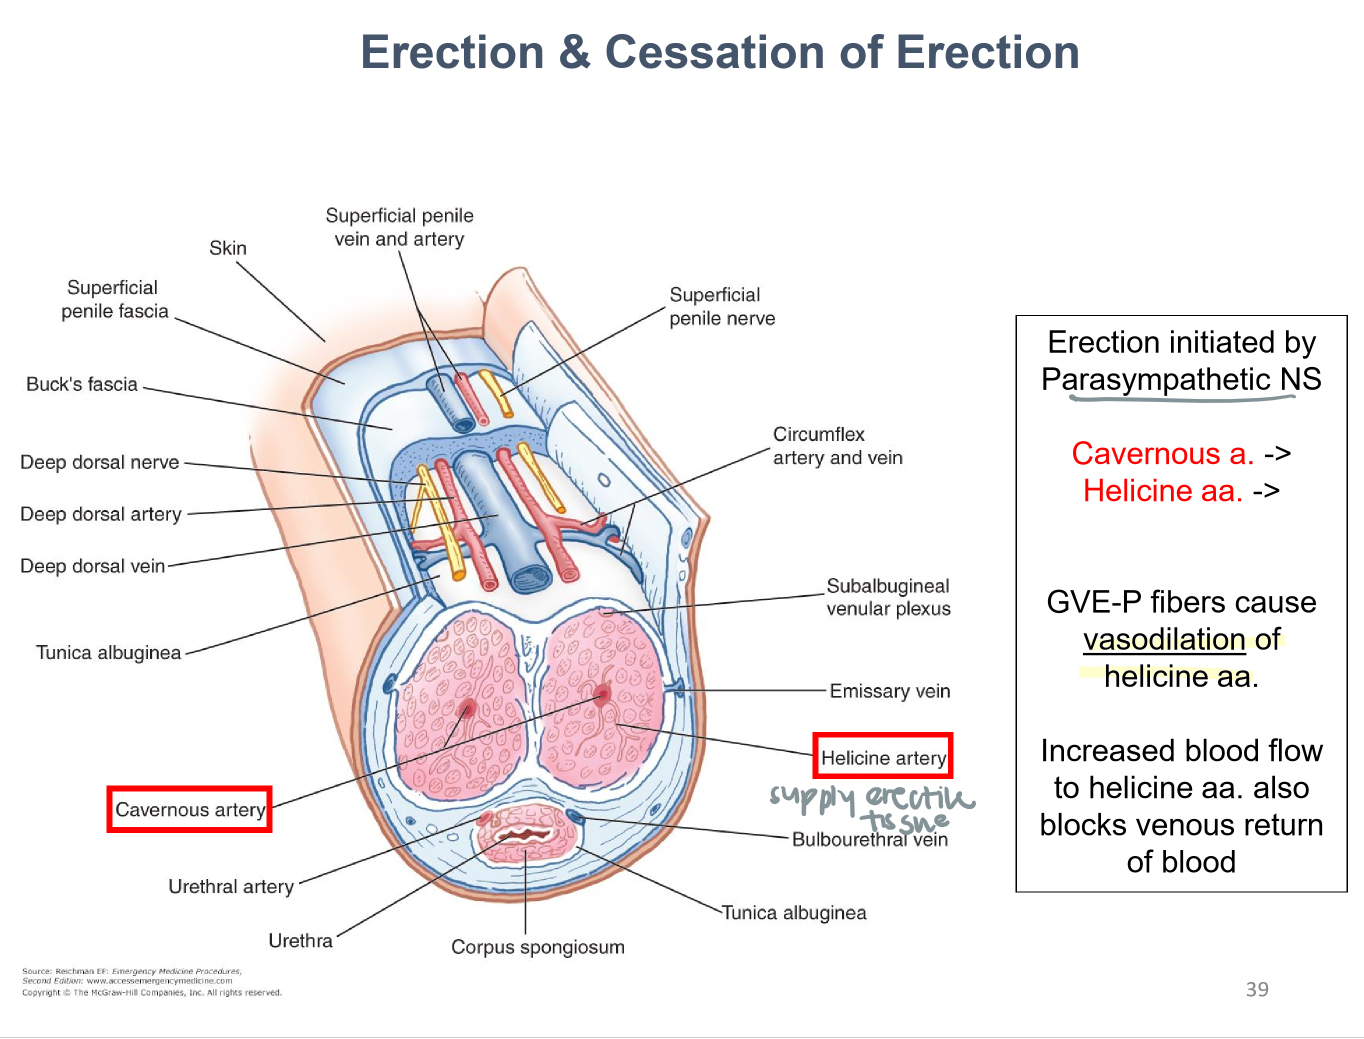 Erection & Cessation of Erection
Superficial penile
vein and artery
Skin
Superficial
penile fascia
Superficial
penile nerve
Buck's fascia
Circumflex
artery and vein
Deep dorsal nerve
Deep dorsal artery
Deep dorsal vein
Subalbugineal
venular plexus
Tunica albuginea
Emissary vein
Helicine artery
supply erectile
tissue
Cavernous artery
Bulbourethral vein
Urethral artery
Tunica albuginea
Urethra
Corpus spongiosum
Erection initiated by
Parasympathetic NS
Cavernous a. ->
Helicine aa. ->
GVE-P fibers cause
vasodilation of
helicine aa.
Increased blood flow
to helicine aa. also
blocks venous return
of blood
Source: Reichman EF: Emergency Medicine Procedures,
Second Edition: www.accessemergencymedicine.com
Copyright © The McGraw-Hill Companies, Inc. All rights reserved.
39